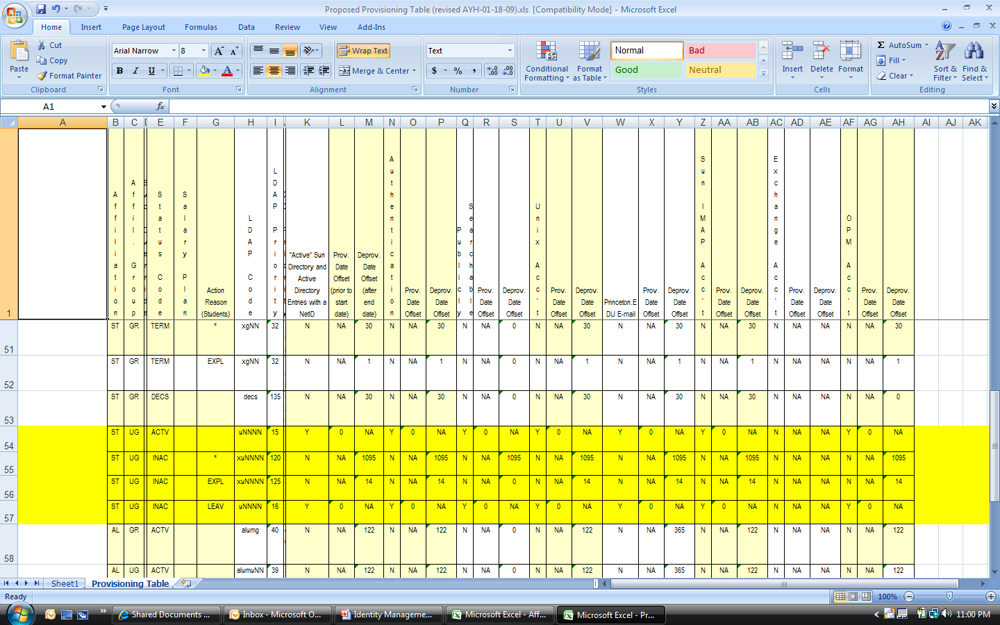 Proposed Provisioning Table (revised AYH-01-18-09).xls [Compatibility Mode] - Microsoft Excel
Home Insert Page Layout Formulas Data Review View Add-Ins
Paste Cut Copy Format Painter Clipboard
Arial Narrow 8 B I U A Font
Wrap Text Merge & Center Alignment
Text $ % , Number
Conditional Formatting Format as Table Normal Bad Good Neutral Styles
Insert Delete Format Cells
AutoSum Fill Clear Sort & Filter Find & Select Editing
A1 fx
A B C D E F G H I J K L M N O P Q R S T U V W X Y Z AA AB AC AD AE AF AG AH AI AJ AK
1 Affiliation Affil. Group Status Code Salary Plan Action Reason (Students) LDAP Code LDAP Priority "Active" Sun Directory and Active Directory Entries with a NetID Prov. Date Offset (prior to start date) Deprov. Date Offset (after end date) Authentication Prov. Date Offset Deprov. Date Offset Publicly Searchable Prov. Date Offset Deprov. Date Offset Unix Acc't Prov. Date Offset Deprov. Date Offset Princeton.EDU E-mail Prov. Date Offset Deprov. Date Offset Sun IMAP Acc't Prov. Date Offset Deprov. Date Offset Exchange Acc't Prov. Date Offset Deprov. Date Offset OPM Acc't Prov. Date Offset Deprov. Date Offset
51 ST GR TERM * xgNN 32 N NA 30 N NA 30 N NA 0 N NA 30 N NA 30 N NA 30 N NA NA N NA 30
52 ST GR TERM EXPL xgNN 32 N NA 1 N NA 1 N NA 0 N NA 1 N NA 1 N NA 1 N NA NA N NA 1
53 ST GR DECS decs 135 N NA 30 N NA 30 N NA 0 N NA 30 N NA 30 N NA 30 N NA NA N NA 0
54 ST UG ACTV uNNNN 15 Y 0 NA Y 0 NA Y 0 NA Y 0 NA Y 0 NA Y 0 NA N NA NA Y 0 NA
55 ST UG INAC * xuNNNN 120 N NA 1095 N NA 1095 N NA 1095 N NA 1095 N NA 1095 N NA 1095 N NA NA N NA 1095
56 ST UG INAC EXPL xuNNNN 125 N NA 14 N NA 14 N NA 0 N NA 14 N NA 14 N NA 14 N NA NA N NA 14
57 ST UG INAC LEAV uNNNN 16 Y 0 NA Y 0 NA Y 0 NA Y 0 NA Y 0 NA Y 0 NA N NA NA Y 0 NA
58 AL GR ACTV alumg 40 N NA 122 N NA 122 N NA 0 N NA 122 N NA 365 N NA 122 N NA NA N NA 122
AL UG ACTV alumuNN 39 N NA 122 N NA 122 N NA 0 N NA 122 N NA 365 N NA 122 N NA NA N NA 122
Sheet1 Provisioning Table
Ready 100%
Shared Documents ... Inbox - Microsoft O... Identity Manageme... Microsoft Excel - Aff... Microsoft Excel - Pr... 11:00 PM